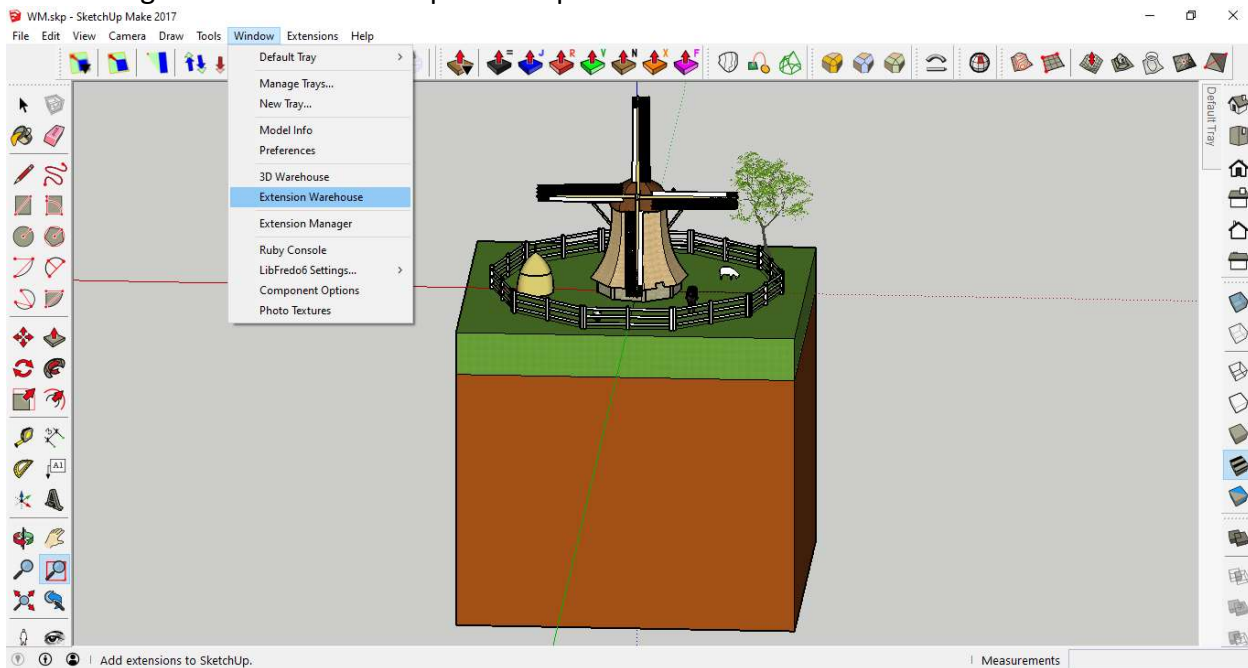 WM.skp - SketchUp Make 2017
File Edit View Camera Draw Tools Window Extensions Help
Default Tray
Manage Trays...
New Tray...
Model Info
Preferences
3D Warehouse
Extension Warehouse
Extension Manager
Ruby Console
LibFredo6 Settings...
Component Options
Photo Textures
= J R V N X F
Default Tray
A1
Add extensions to SketchUp.
Measurements